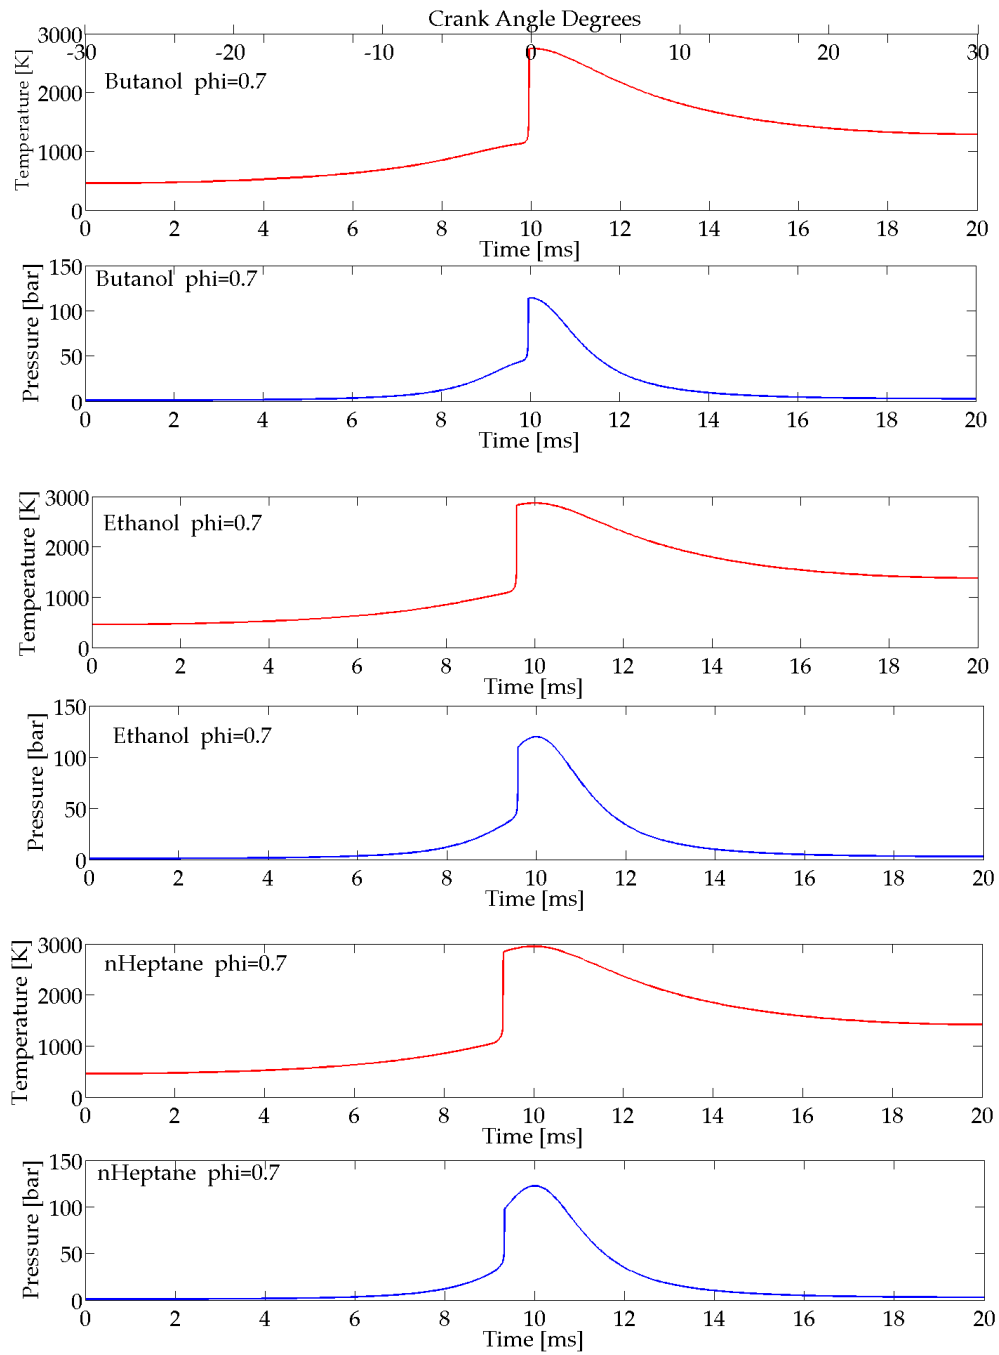 Crank Angle Degrees
-30 -20 -10 0 10 20 30
Temperature [K]
3000
2000
1000
0
Butanol phi=0.7
0 2 4 6 8 10 12 14 16 18 20
Time [ms]
Pressure [bar]
150
100
50
0
Butanol phi=0.7
0 2 4 6 8 10 12 14 16 18 20
Time [ms]
Temperature [K]
3000
2000
1000
0
Ethanol phi=0.7
0 2 4 6 8 10 12 14 16 18 20
Time [ms]
Pressure [bar]
150
100
50
0
Ethanol phi=0.7
0 2 4 6 8 10 12 14 16 18 20
Time [ms]
Temperature [K]
3000
2000
1000
0
nHeptane phi=0.7
0 2 4 6 8 10 12 14 16 18 20
Time [ms]
Pressure [bar]
150
100
50
0
nHeptane phi=0.7
0 2 4 6 8 10 12 14 16 18 20
Time [ms]